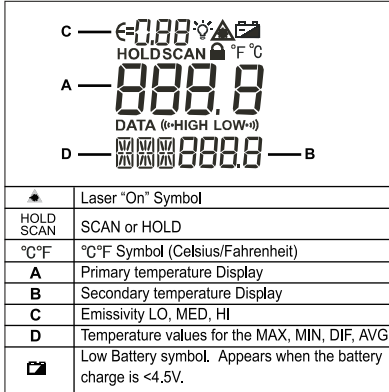 C
Є=0.88
HOLD SCAN °F °C
A
888.8
DATA HIGH LOW
D
888.8
B
Laser “On” Symbol
HOLD
SCAN
SCAN or HOLD
°C°F
°C°F Symbol (Celsius/Fahrenheit)
A
Primary temperature Display
B
Secondary temperature Display
C
Emissivity LO, MED, HI
D
Temperature values for the MAX, MIN, DIF, AVG
Low Battery symbol. Appears when the battery
charge is <4.5V.